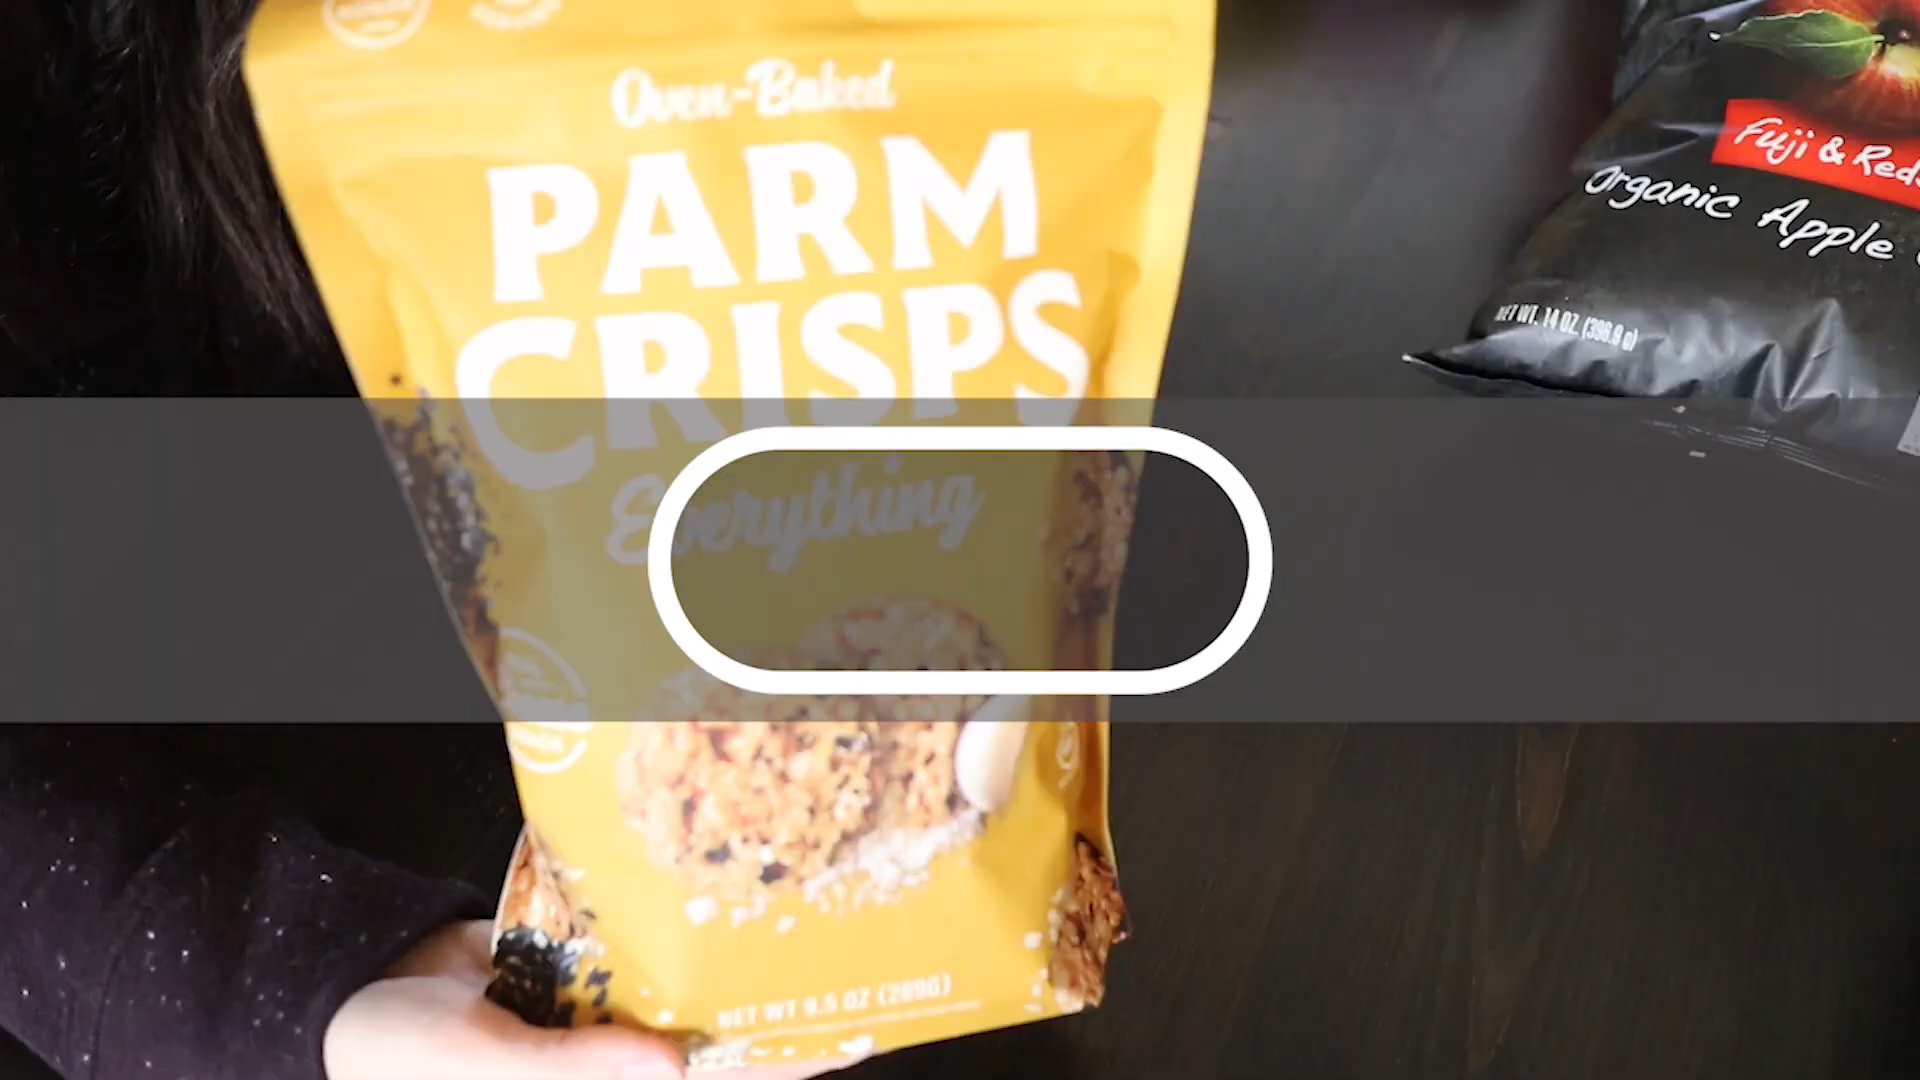 Oven-Baked
PARM
CRISPS
Everything
NET WT 9.5 OZ (269G)
Fuji & Reds
Organic Apple
NET WT. 14 OZ. (396.9 g)